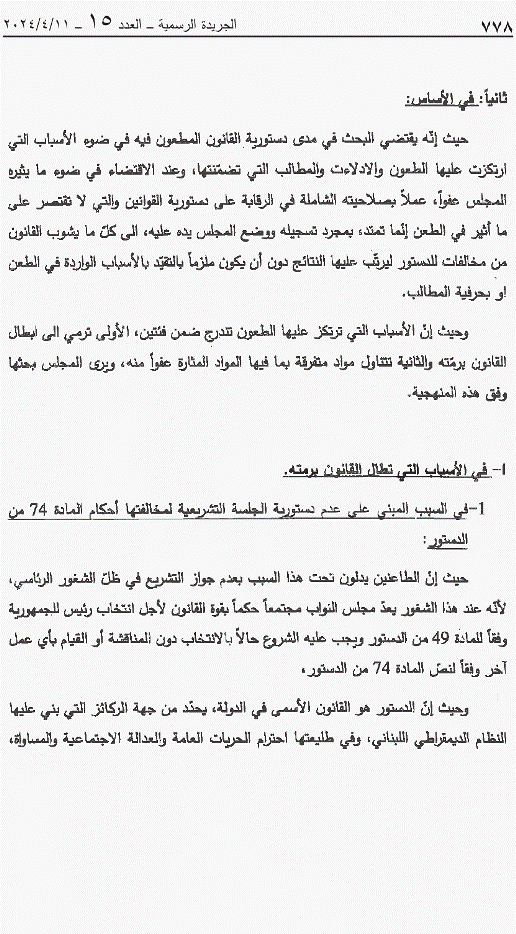 ٧٧٨ الجريدة الرسمية ـ العدد ١٥ ـ ٢٠٢٤/٤/١١
ثانياً: في الأساس:
حيث إنّه يقتضي البحث في مدى دستورية القانون المطعون فيه في ضوء الأسباب التي
ارتكزت عليها الطعون والادلاءت والمطالب التي تضمّنتها، وعند الاقتضاء في ضوء ما يثيره
المجلس عفواً، عملاً بصلاحيته الشاملة في الرقابة على دستورية القوانين والتي لا تقتصر على
ما أثير في الطعن إنّما تمتد، بمجرد تسجيله ووضع المجلس يده عليه، الى كلّ ما يشوب القانون
من مخالفات للدستور ليرتّب عليها النتائج دون أن يكون ملزماً بالتقيّد بالأسباب الواردة في الطعن
او بحرفية المطالب.
وحيث إنّ الأسباب التي ترتكز عليها الطعون تندرج ضمن فئتين، الأولى ترمي الى ابطال
القانون برمّته والثانية تتناول مواد متفرقة بما فيها المواد المثارة عفواً منه، ويرى المجلس بحثها
وفق هذه المنهجية.
I- في الأسباب التي تطال القانون برمته.
1-في السبب المبني على عدم دستورية الجلسة التشريعية لمخالفتها أحكام المادة 74 من
الدستور:
حيث إنّ الطاعنين يدلون تحت هذا السبب بعدم جواز التشريع في ظلّ الشغور الرئاسي،
لأنّه عند هذا الشغور يعدّ مجلس النواب مجتمعاً حكماً بقوة القانون لأجل انتخاب رئيس للجمهورية
وفقاً للمادة 49 من الدستور ويجب عليه الشروع حالاً بالانتخاب دون المناقشة أو القيام بأي عمل
آخر وفقاً لنصّ المادة 74 من الدستور،
وحيث إنّ الدستور هو القانون الأسمى في الدولة، يحدّد من جهة الركائز التي بني عليها
النظام الديمقراطي اللبناني، وفي طليعتها احترام الحريات العامة والعدالة الاجتماعية والمساواة،